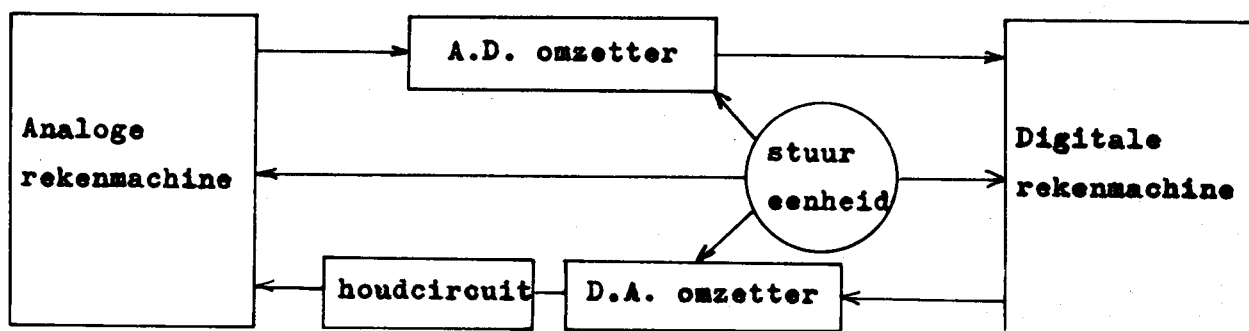 A.D. omzetter
Analoge
rekenmachine
stuur
eenheid
Digitale
rekenmachine
houdcircuit
D.A. omzetter